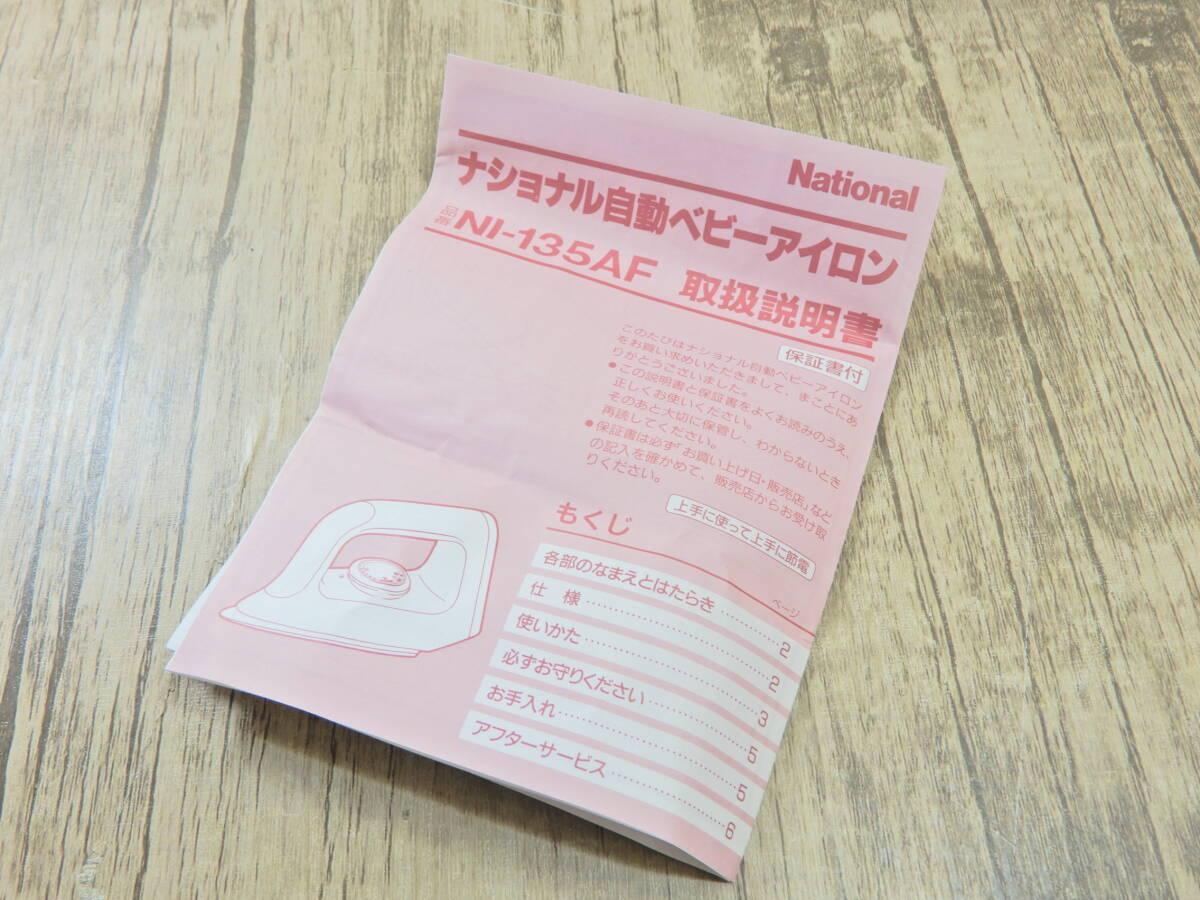 National
ナショナル自動ベビーアイロン
品番 NI-135AF 取扱説明書
保証書付
このたびはナショナル自動ベビーアイロン
をお買い求めいただきまして、まことにあ
りがとうございました。
●この説明書と保証書をよくお読みのうえ、
正しくお使いください。
そのあと大切に保管し、わからないとき
再読してください。
●保証書は必ず「お買い上げ日・販売店」など
の記入を確かめて、販売店からお受け取
りください。
上手に使って上手に節電
もくじ
ページ
各部のなまえとはたらき……………2
仕 様……………2
使いかた……………3
必ずお守りください……………5
お手入れ……………5
アフターサービス……………6